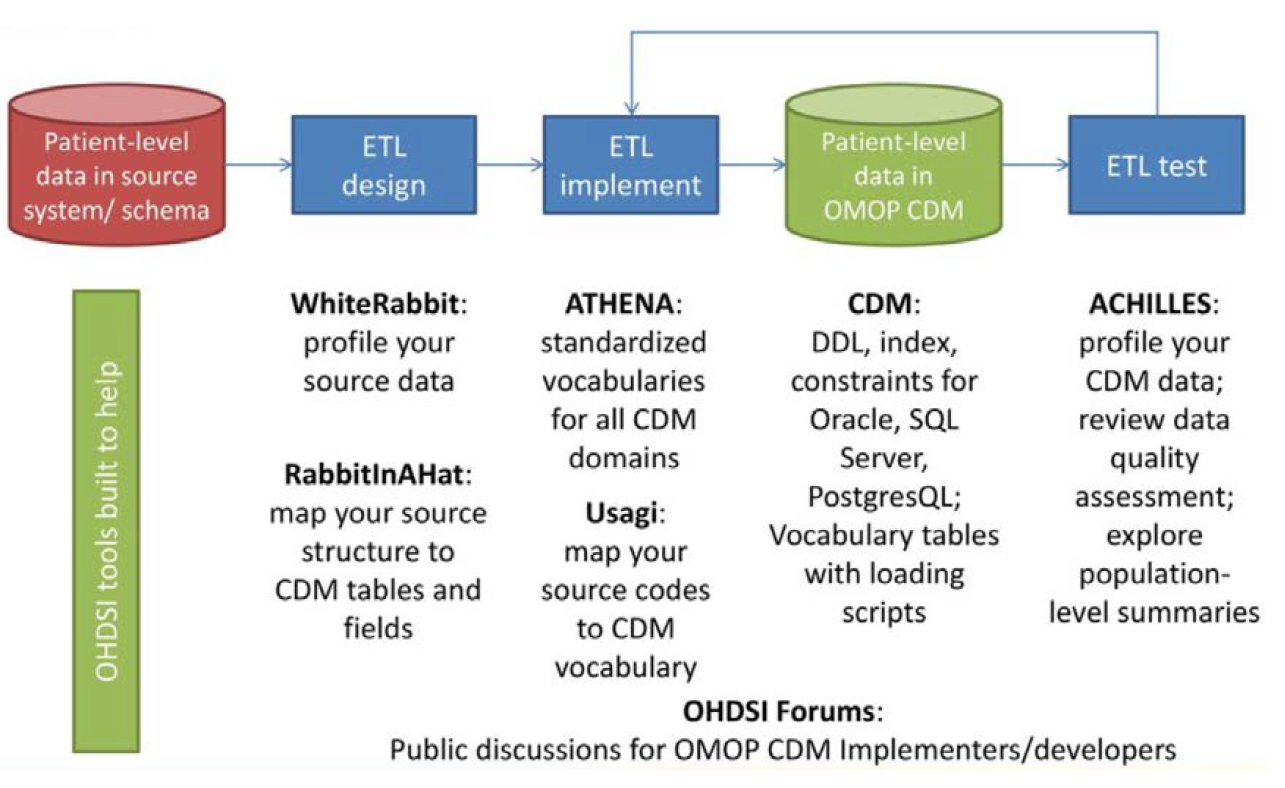 Patient-level
data in source
system/ schema
ETL
design
ETL
implement
Patient-level
data in
OMOP CDM
ETL test
OHDSI tools built to help
WhiteRabbit:
profile your
source data
RabbitInAHat:
map your source
structure to
CDM tables and
fields
ATHENA:
standardized
vocabularies
for all CDM
domains
Usagi:
map your
source codes
to CDM
vocabulary
CDM:
DDL, index,
constraints for
Oracle, SQL
Server,
PostgresQL;
Vocabulary tables
with loading
scripts
ACHILLES:
profile your
CDM data;
review data
quality
assessment;
explore
population-
level summaries
OHDSI Forums:
Public discussions for OMOP CDM Implementers/developers